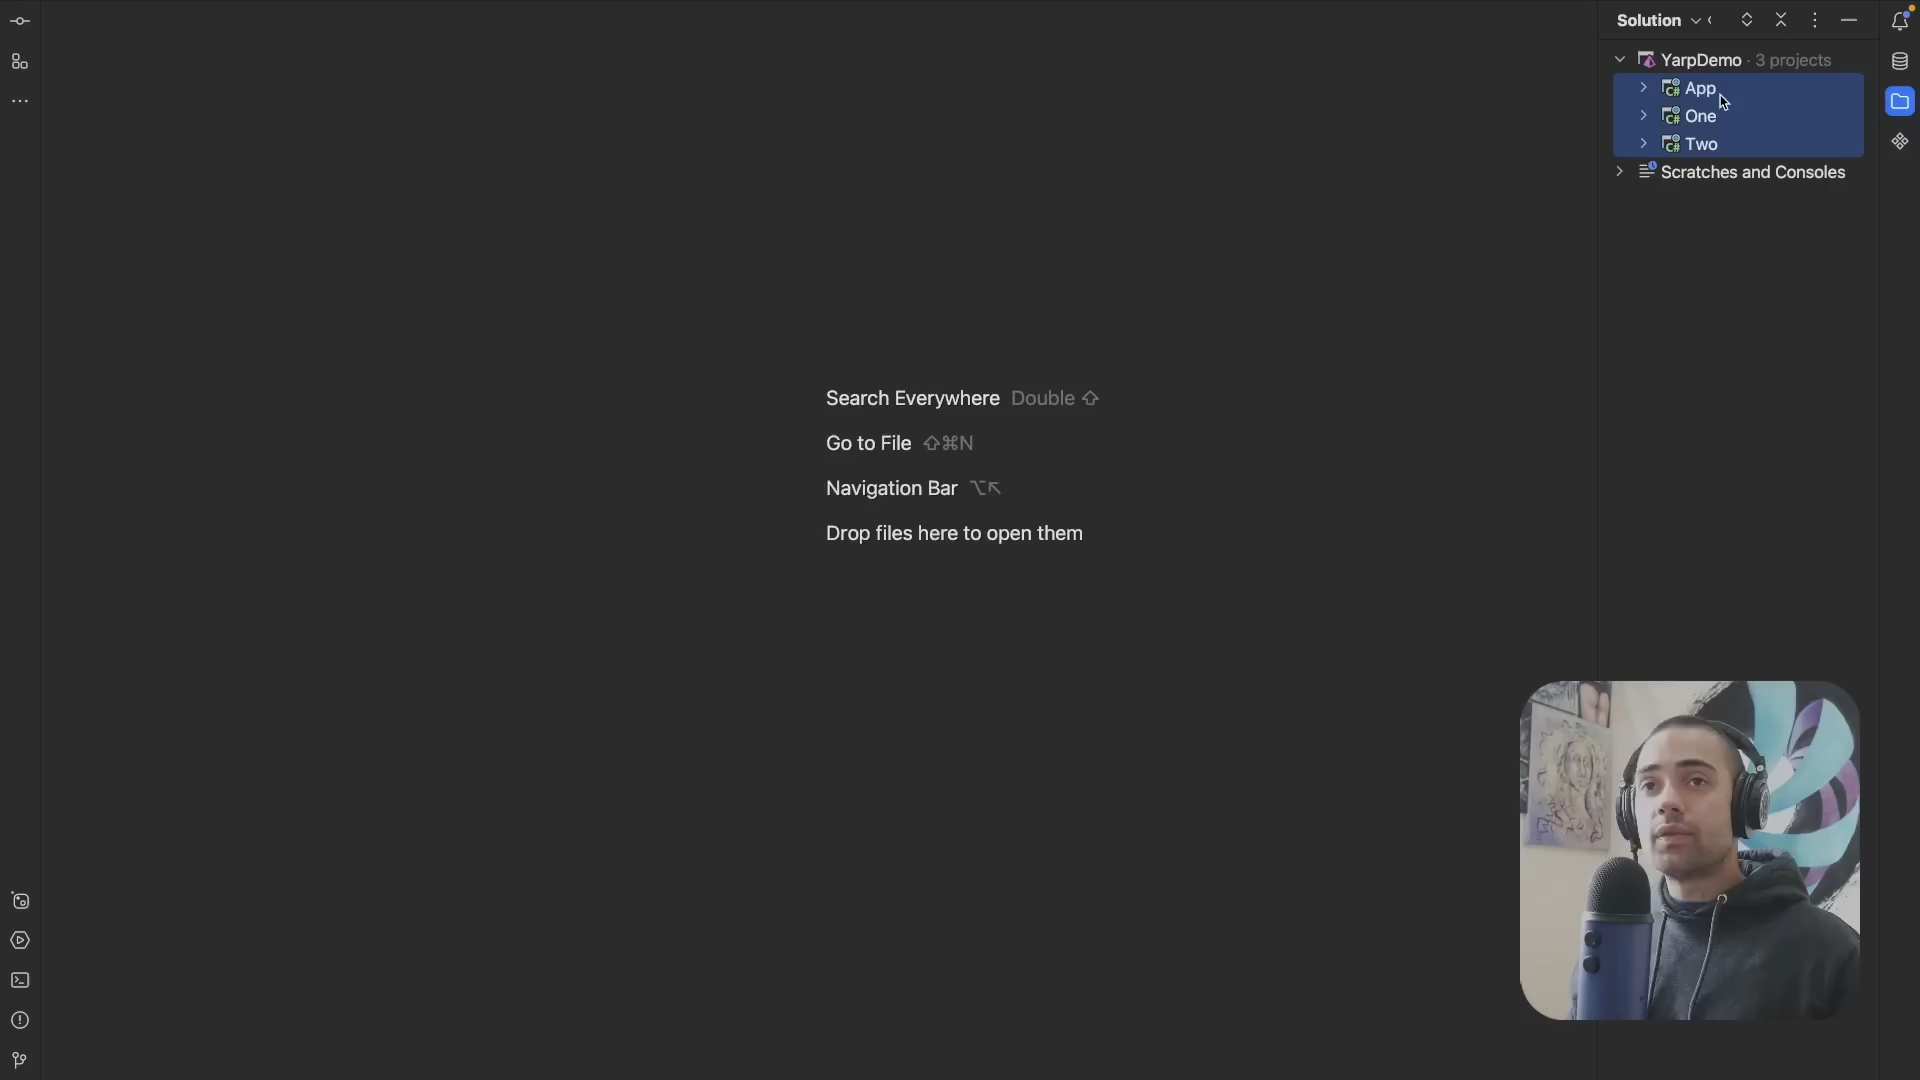 Solution
YarpDemo · 3 projects
C# App
C# One
C# Two
Scratches and Consoles
Search Everywhere Double ⇧
Go to File ⇧⌘N
Navigation Bar ⌥↖
Drop files here to open them